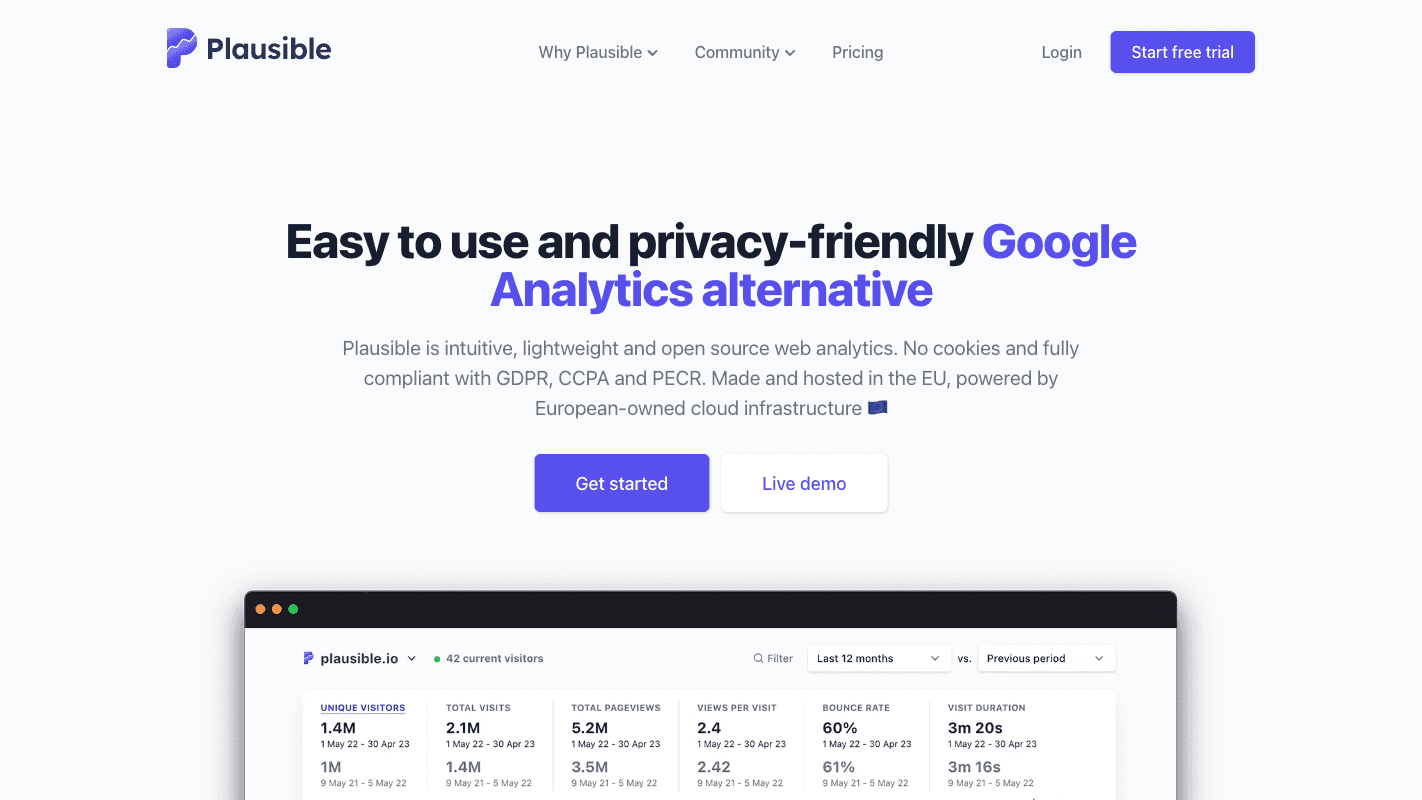 Plausible
Why Plausible
Community
Pricing
Login
Start free trial
Easy to use and privacy-friendly Google
Analytics alternative
Plausible is intuitive, lightweight and open source web analytics. No cookies and fully
compliant with GDPR, CCPA and PECR. Made and hosted in the EU, powered by
European-owned cloud infrastructure 🇪🇺
Get started
Live demo
plausible.io
42 current visitors
Filter
Last 12 months
vs.
Previous period
UNIQUE VISITORS
1.4M
1 May 22 - 30 Apr 23
1M
9 May 21 - 5 May 22
TOTAL VISITS
2.1M
1 May 22 - 30 Apr 23
1.4M
9 May 21 - 5 May 22
TOTAL PAGEVIEWS
5.2M
1 May 22 - 30 Apr 23
3.5M
9 May 21 - 5 May 22
VIEWS PER VISIT
2.4
1 May 22 - 30 Apr 23
2.42
9 May 21 - 5 May 22
BOUNCE RATE
60%
1 May 22 - 30 Apr 23
61%
9 May 21 - 5 May 22
VISIT DURATION
3m 20s
1 May 22 - 30 Apr 23
3m 16s
9 May 21 - 5 May 22